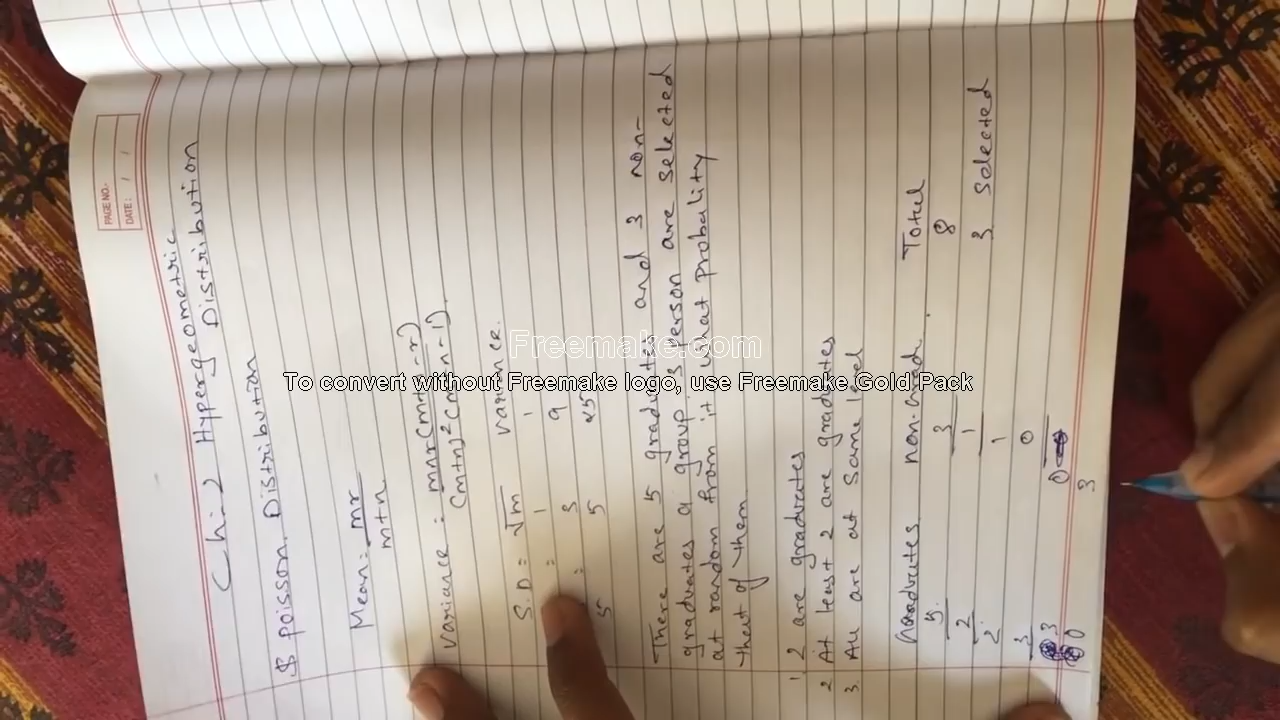 PAGE NO.:
DATE: / /
Ch:-2 Hypergeometric
Distribution
$ poisson. Distribution
Mean:- mr
m+n
variance = mnr(m+n-r)
(m+n)²(m+n-1)
S.D = √m variance.
= 1 1
= 3 9
5 = 5 25
There are 5 graduates and 3 non-
graduates a group. 3 person are selected
at random from it what probality
that of them
1. 2 are graduates
2 At least 2 are graduates
3. All are at same level
Graduates non.Grad. Total
5. 3 8
2 1 3 Selected
2 1
3 0
3 0
0 3
Freemake.com
To convert without Freemake logo, use Freemake Gold Pack